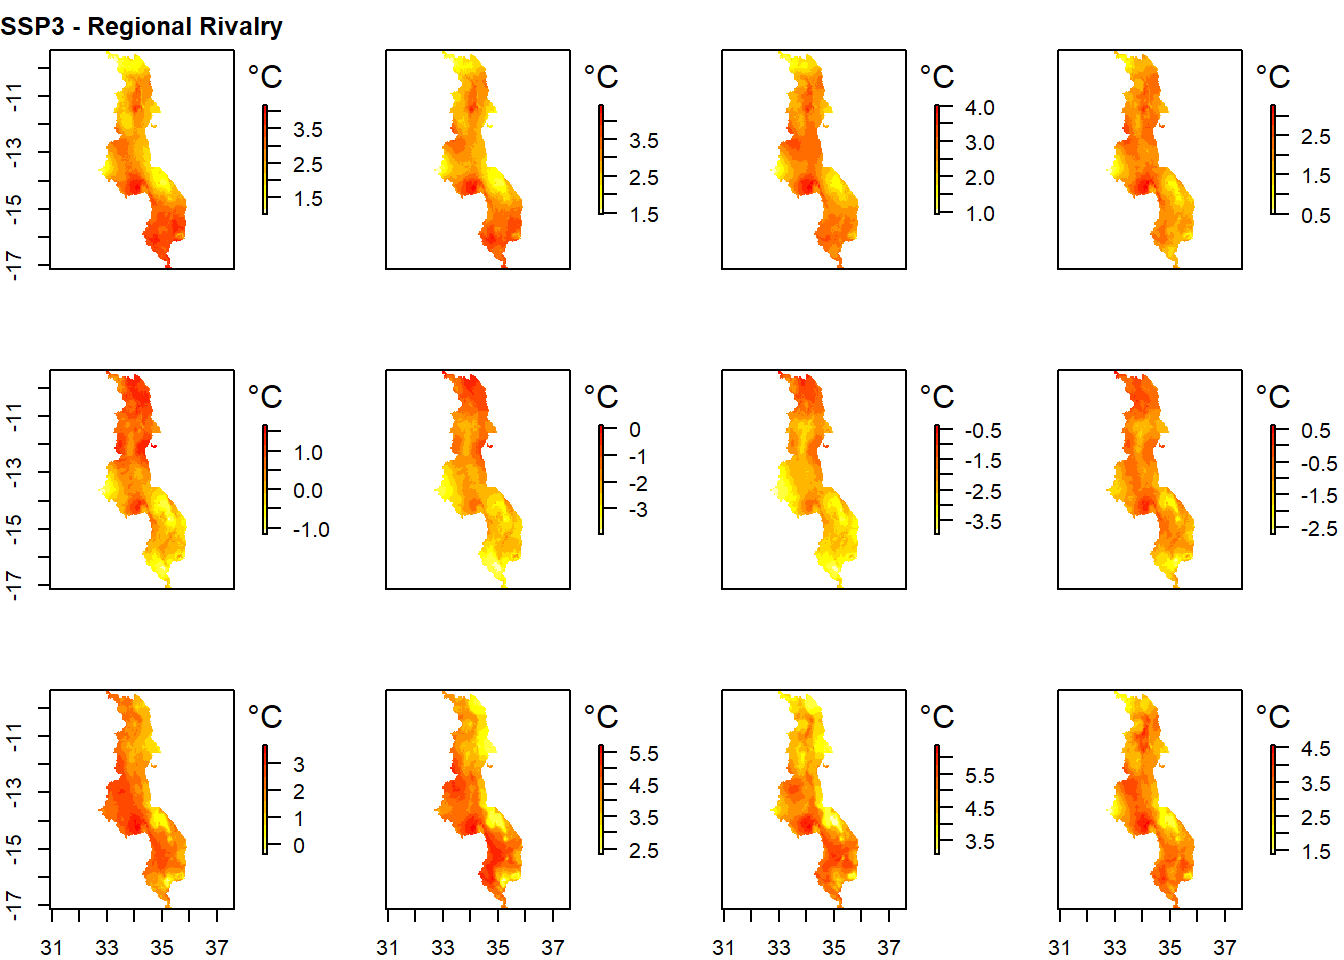 SSP3 - Regional Rivalry
°C °C °C °C
-11 -13 -15 -17
3.5 2.5 1.5
3.5 2.5 1.5
4.0 3.0 2.0 1.0
2.5 1.5 0.5
°C °C °C °C
-11 -13 -15 -17
1.0 0.0 -1.0
0 -1 -2 -3
-0.5 -1.5 -2.5 -3.5
0.5 -0.5 -1.5 -2.5
°C °C °C °C
-11 -13 -15 -17
3 2 1 0
5.5 4.5 3.5 2.5
5.5 4.5 3.5
4.5 3.5 2.5 1.5
31 33 35 37 31 33 35 37 31 33 35 37 31 33 35 37